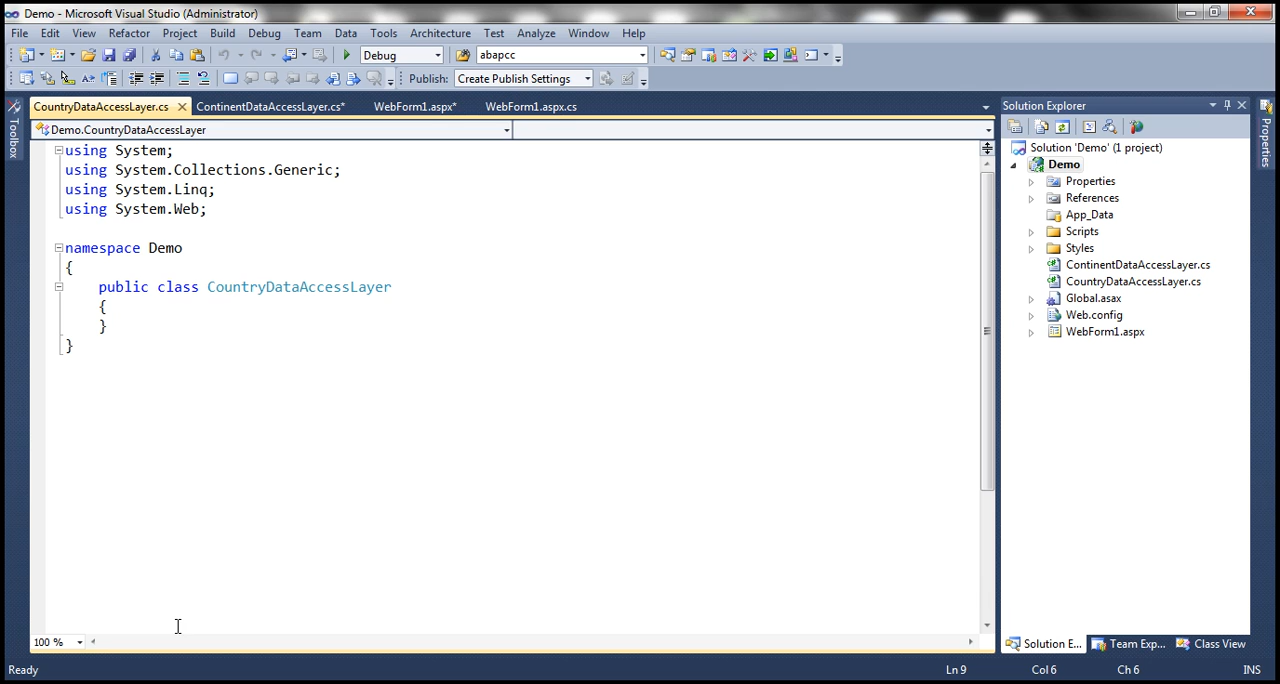 Demo - Microsoft Visual Studio (Administrator)
File Edit View Refactor Project Build Debug Team Data Tools Architecture Test Analyze Window Help
Debug abapcc
Publish: Create Publish Settings
CountryDataAccessLayer.cs ContinentDataAccessLayer.cs* WebForm1.aspx* WebForm1.aspx.cs
Demo.CountryDataAccessLayer
using System;
using System.Collections.Generic;
using System.Linq;
using System.Web;
namespace Demo
{
public class CountryDataAccessLayer
{
}
}
100 %
Toolbox
Solution Explorer
Solution 'Demo' (1 project)
Demo
Properties
References
App_Data
Scripts
Styles
ContinentDataAccessLayer.cs
CountryDataAccessLayer.cs
Global.asax
Web.config
WebForm1.aspx
Solution E... Team Exp... Class View
Properties
Ready Ln 9 Col 6 Ch 6 INS